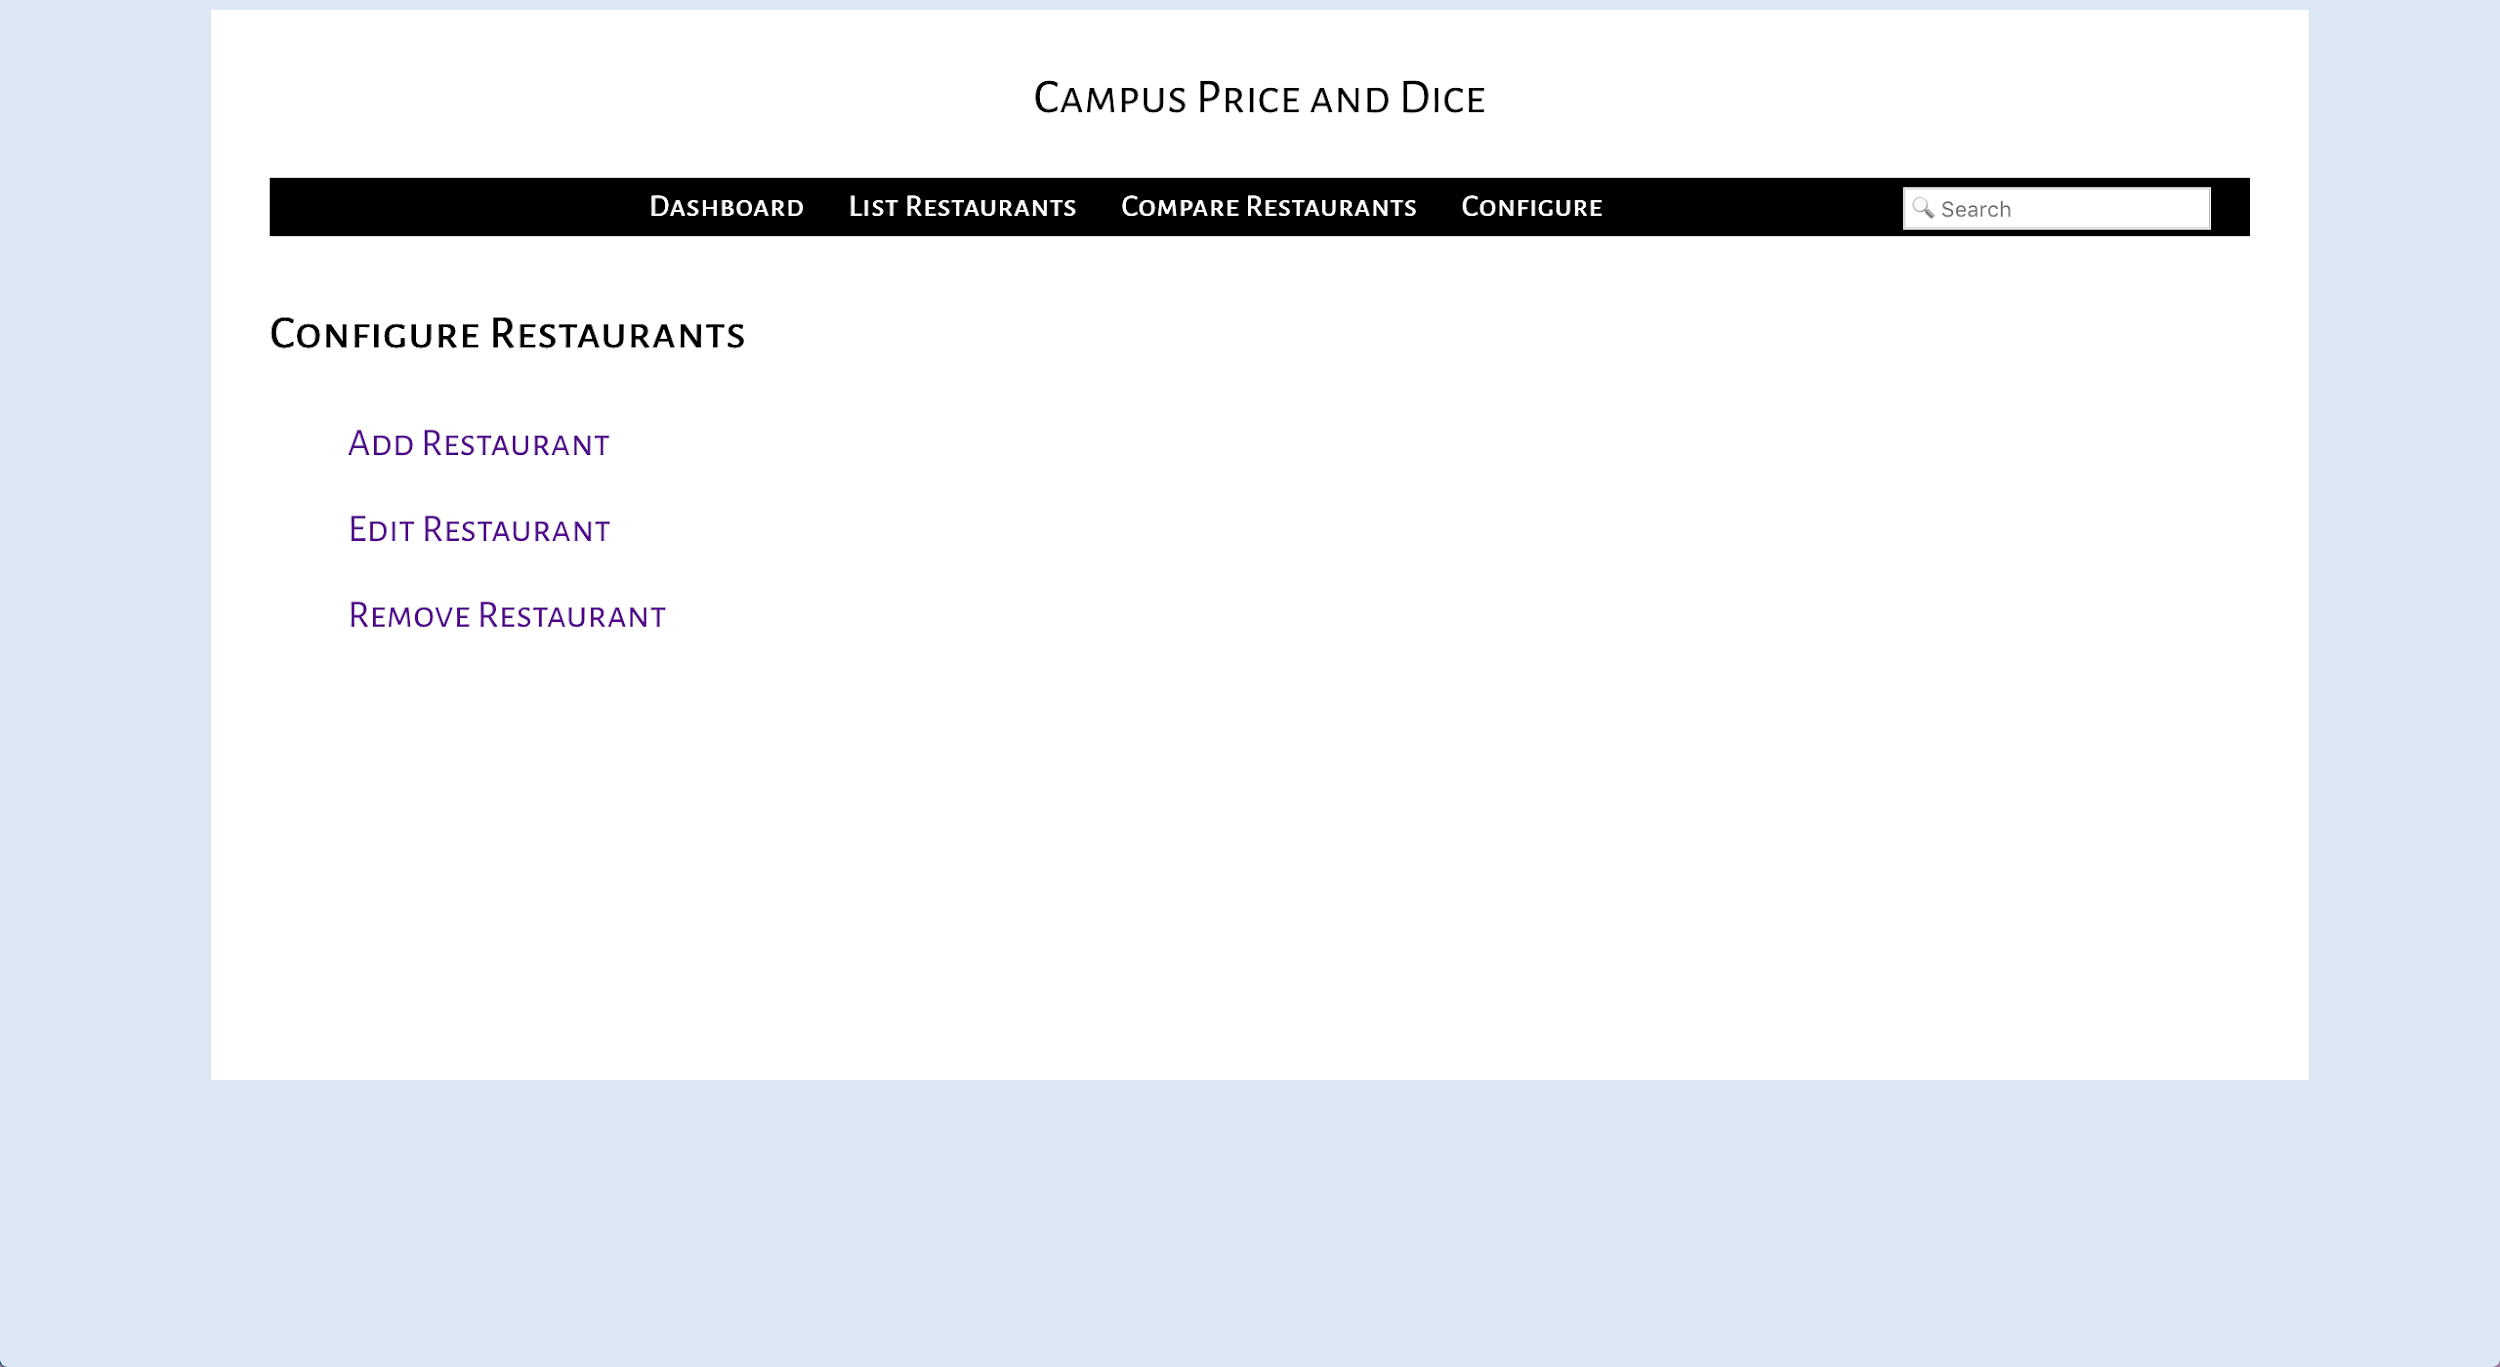 Campus Price and Dice
Dashboard List Restaurants Compare Restaurants Configure Search
Configure Restaurants
Add Restaurant
Edit Restaurant
Remove Restaurant